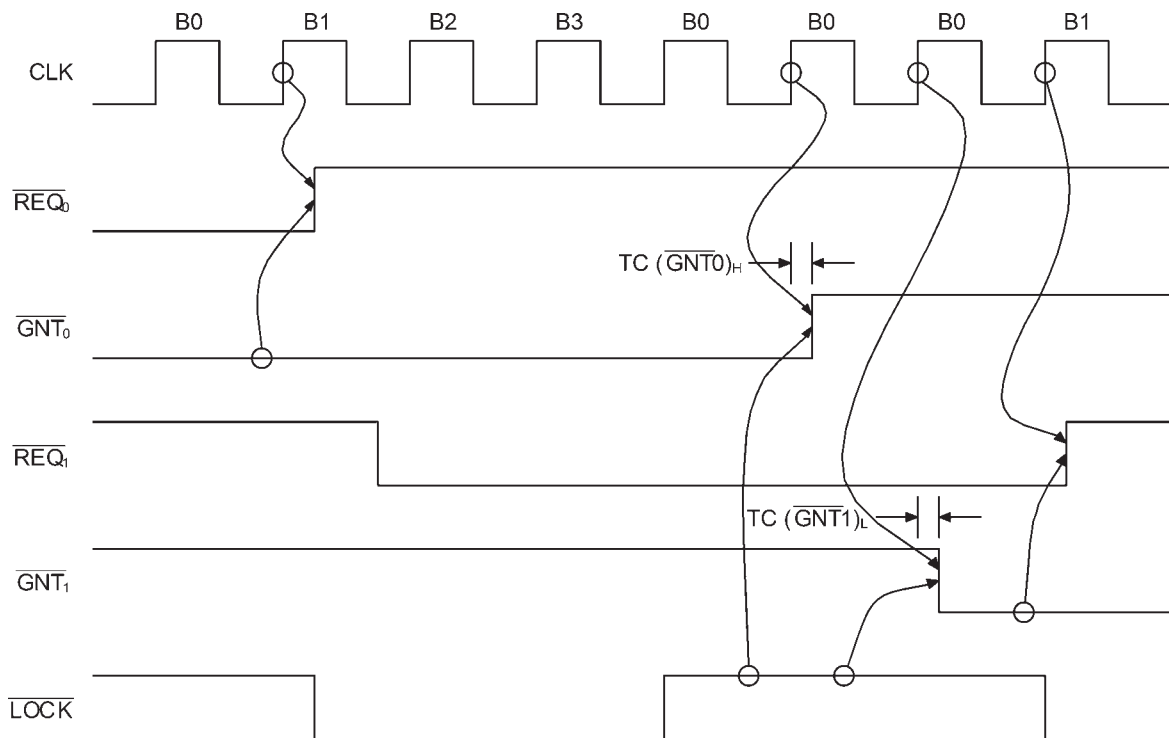 B0 B1 B2 B3 B0 B0 B0 B1
CLK
REQ0
TC (GNT0)H
GNT0
REQ1
TC (GNT1)L
GNT1
LOCK